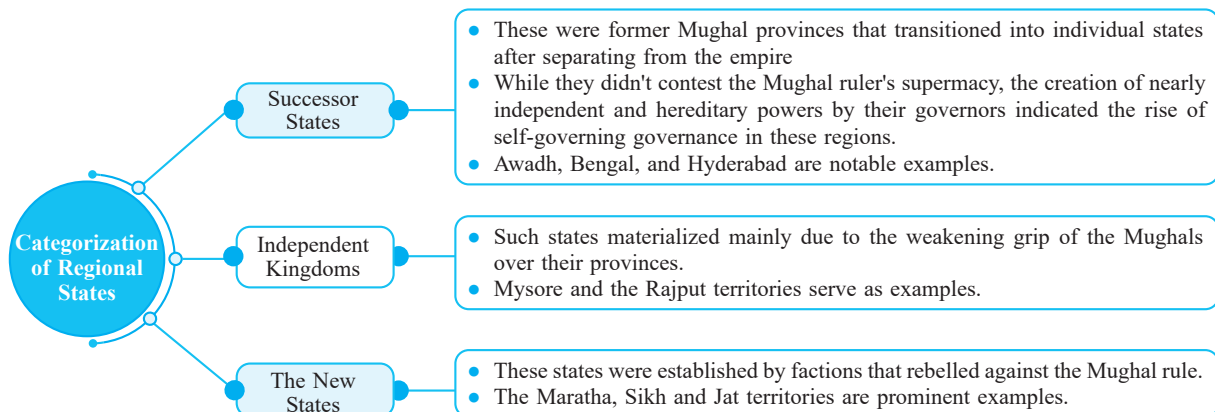 Categorization
of Regional
States
Successor
States
● These were former Mughal provinces that transitioned into individual states
after separating from the empire
● While they didn't contest the Mughal ruler's supermacy, the creation of nearly
independent and hereditary powers by their governors indicated the rise of
self-governing governance in these regions.
● Awadh, Bengal, and Hyderabad are notable examples.
Independent
Kingdoms
● Such states materialized mainly due to the weakening grip of the Mughals
over their provinces.
● Mysore and the Rajput territories serve as examples.
The New
States
● These states were established by factions that rebelled against the Mughal rule.
● The Maratha, Sikh and Jat territories are prominent examples.